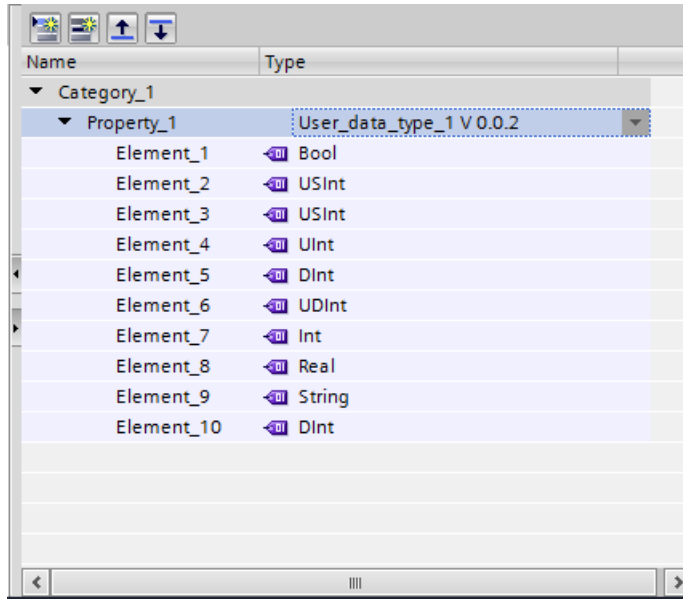 Name Type
Category_1
Property_1 User_data_type_1 V 0.0.2
Element_1 Bool
Element_2 USInt
Element_3 USInt
Element_4 UInt
Element_5 DInt
Element_6 UDInt
Element_7 Int
Element_8 Real
Element_9 String
Element_10 DInt